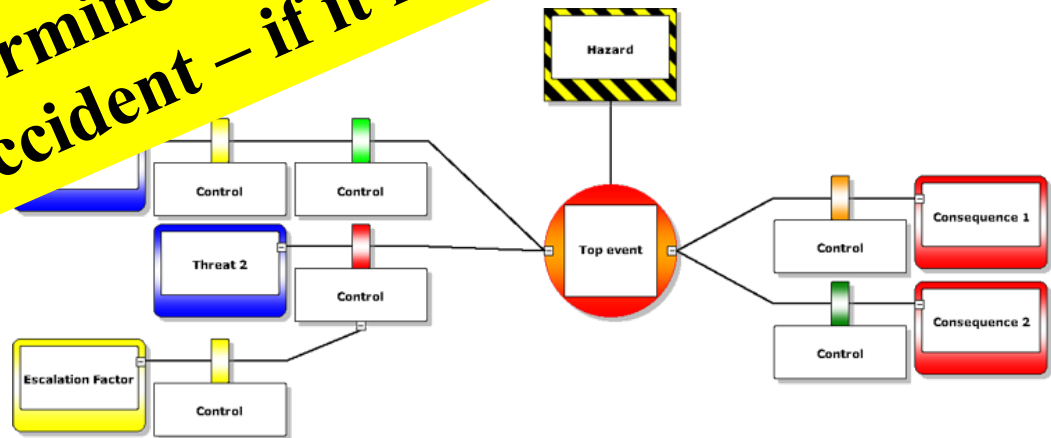 ccident – if it
Hazard
Control
Control
Top event
Control
Consequence 1
Threat 2
Control
Control
Consequence 2
Escalation Factor
Control